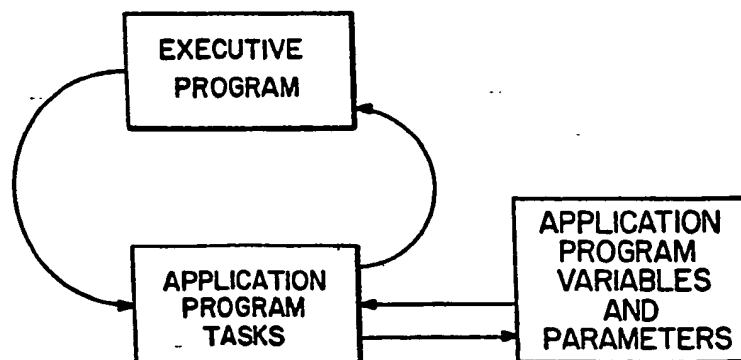 EXECUTIVE
PROGRAM
APPLICATION
PROGRAM
TASKS
APPLICATION
PROGRAM
VARIABLES
AND
PARAMETERS